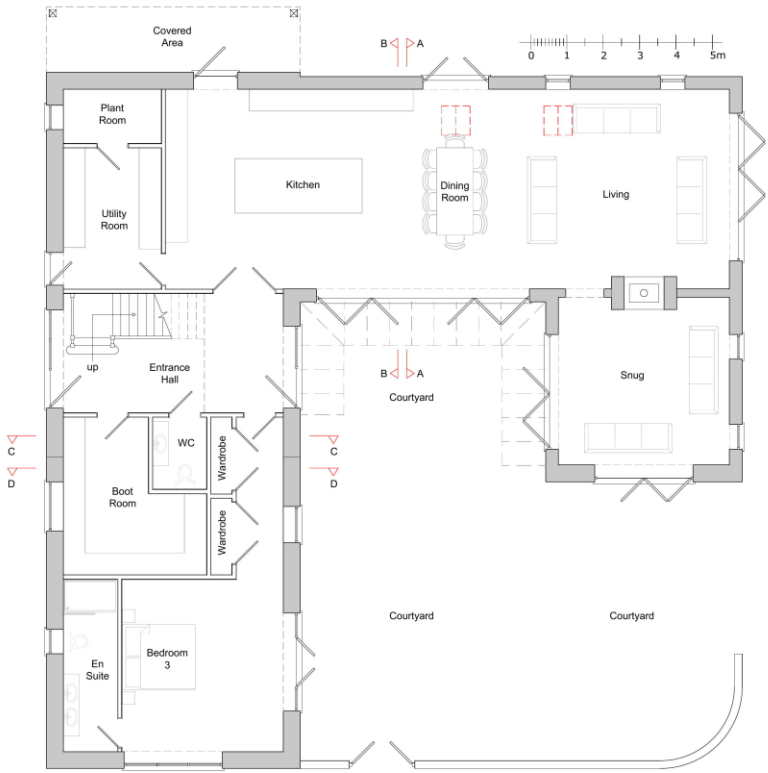 Covered
Area
B A
0 1 2 3 4 5m
Plant
Room
Kitchen
Dining
Room
Living
Utility
Room
up
Entrance
Hall
B A
Courtyard
Snug
C
D
WC
Wardrobe
C
D
Boot
Room
Wardrobe
Courtyard
Courtyard
Bedroom
3
En
Suite